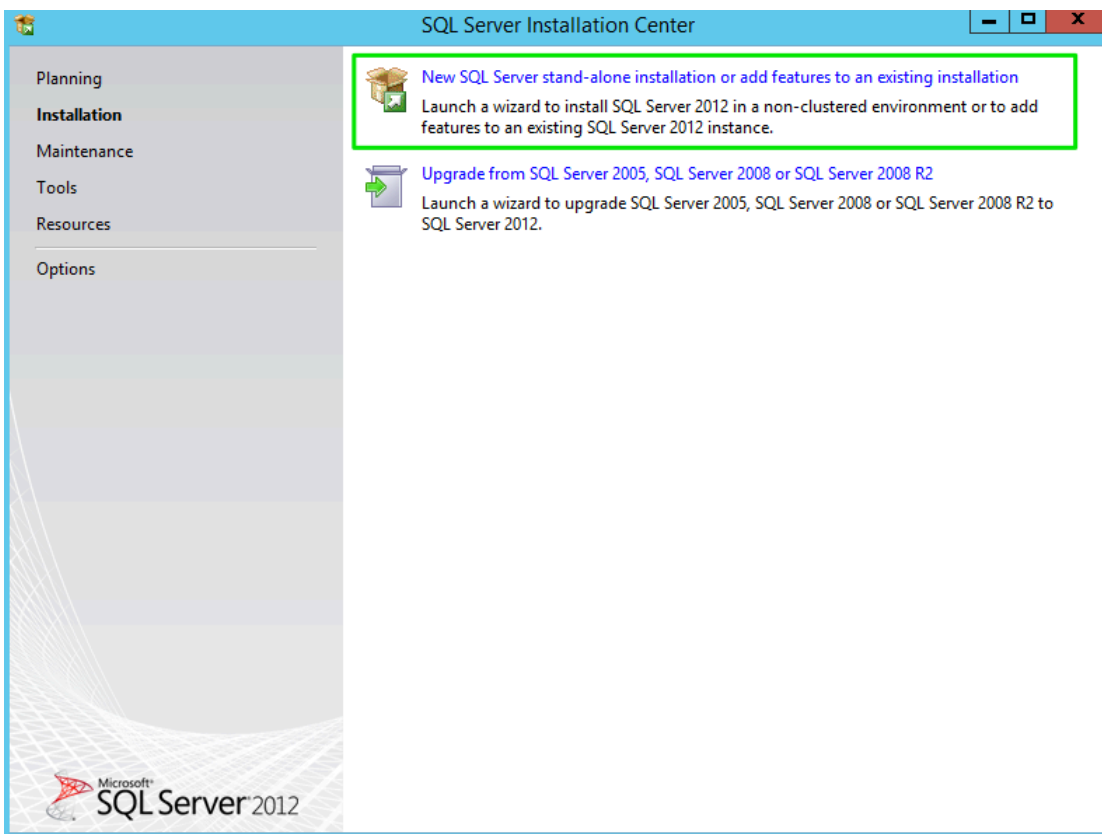 SQL Server Installation Center
Planning
Installation
Maintenance
Tools
Resources
Options
New SQL Server stand-alone installation or add features to an existing installation
Launch a wizard to install SQL Server 2012 in a non-clustered environment or to add
features to an existing SQL Server 2012 instance.
Upgrade from SQL Server 2005, SQL Server 2008 or SQL Server 2008 R2
Launch a wizard to upgrade SQL Server 2005, SQL Server 2008 or SQL Server 2008 R2 to
SQL Server 2012.
Microsoft®
SQL Server® 2012